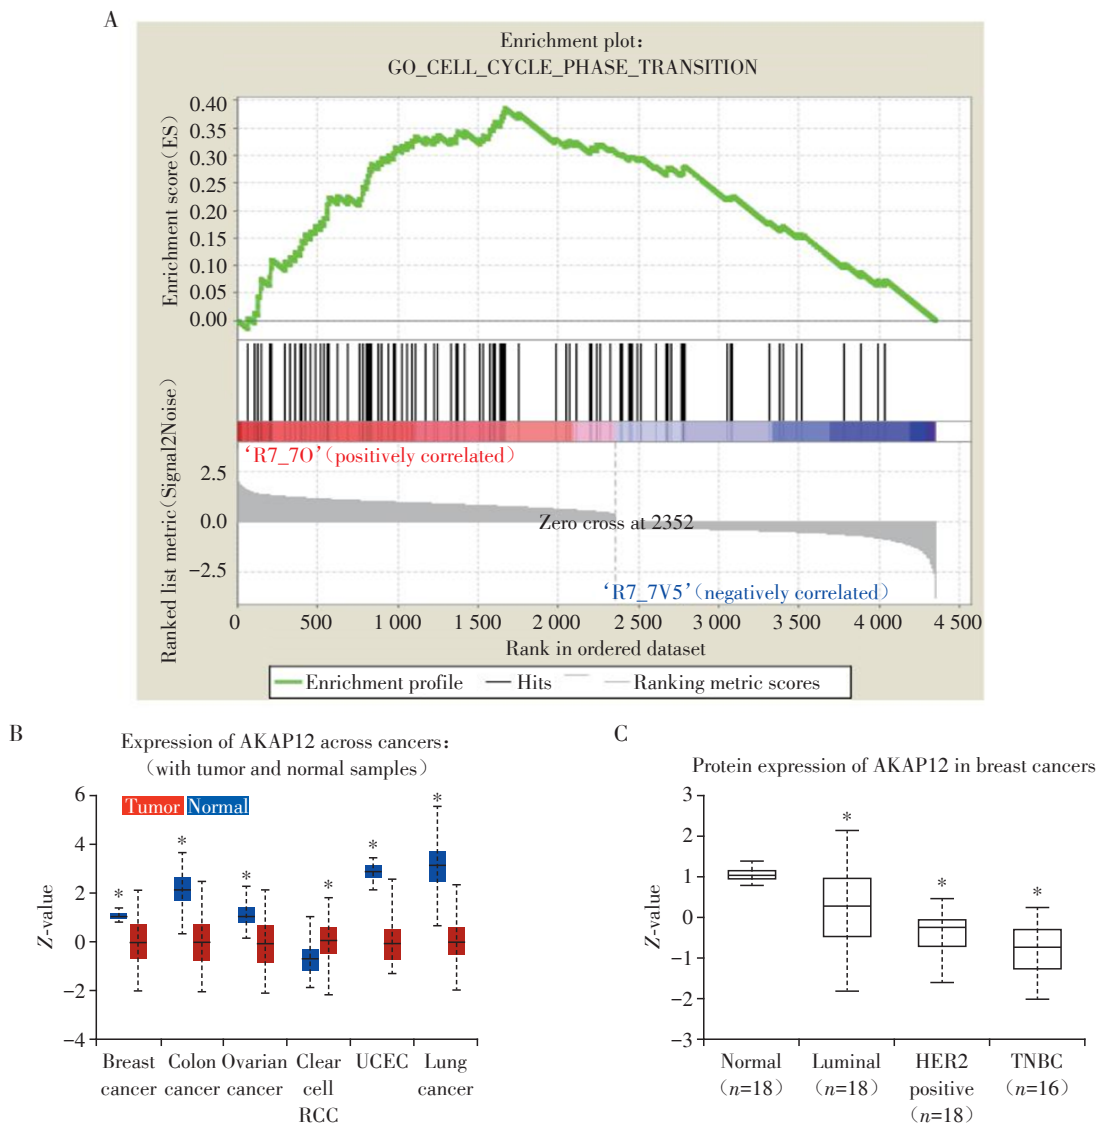 A
Enrichment plot:
GO_CELL_CYCLE_PHASE_TRANSITION
Enrichment score(ES)
0.40
0.35
0.30
0.25
0.20
0.15
0.10
0.05
0.00
Ranked list metric(Signal2Noise)
'R7_7O'(positively correlated)
2.5
0.0
−2.5
Zero cross at 2352
'R7_7V5'(negatively correlated)
0 500 1 000 1 500 2 000 2 500 3 000 3 500 4 000 4 500
Rank in ordered dataset
Enrichment profile Hits Ranking metric scores
B
Expression of AKAP12 across cancers:
(with tumor and normal samples)
Z-value
6
4
2
0
−2
−4
Tumor Normal
* * * * * *
Breast cancer
Colon cancer
Ovarian cancer
Clear cell RCC
UCEC
Lung cancer
C
Protein expression of AKAP12 in breast cancers
Z-value
3
2
1
0
−1
−2
−3
* * *
Normal (n=18)
Luminal (n=18)
HER2 positive (n=18)
TNBC (n=16)